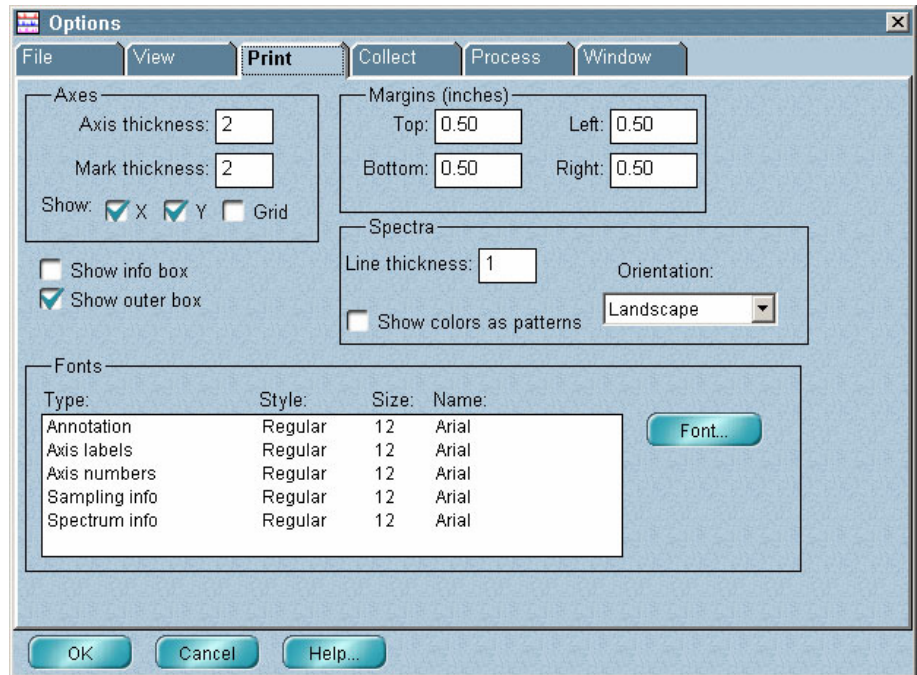 Options
File View Print Collect Process Window
Axes
Axis thickness: 2
Mark thickness: 2
Show: X Y Grid
Margins (inches)
Top: 0.50 Left: 0.50
Bottom: 0.50 Right: 0.50
Show info box
Show outer box
Spectra
Line thickness: 1 Orientation:
Show colors as patterns Landscape
Fonts
Type: Style: Size: Name:
Annotation Regular 12 Arial
Axis labels Regular 12 Arial
Axis numbers Regular 12 Arial
Sampling info Regular 12 Arial
Spectrum info Regular 12 Arial
Font...
OK Cancel Help...